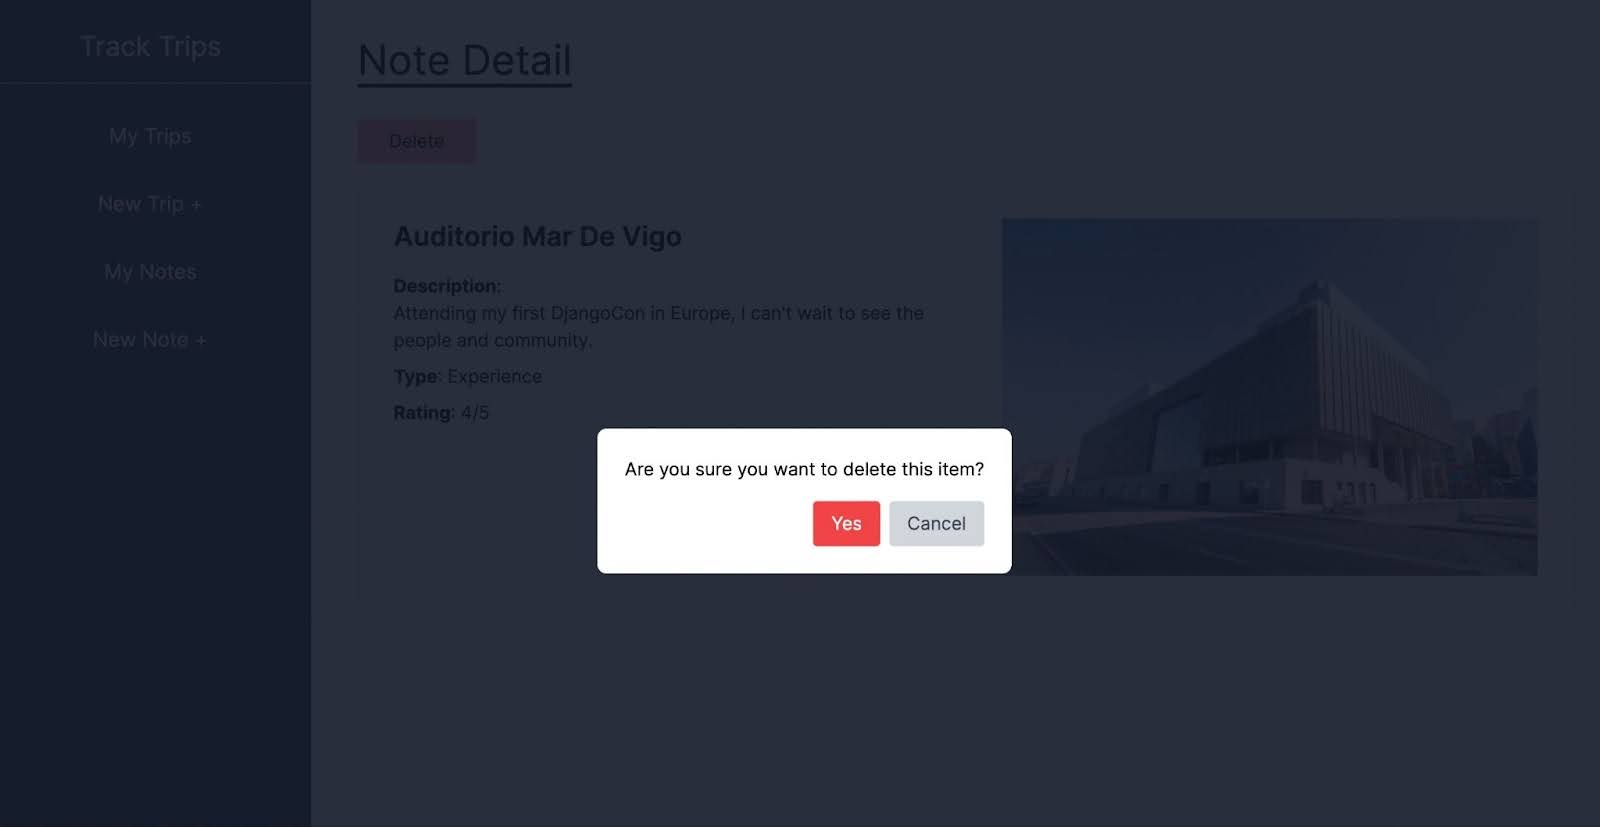 Track Trips
My Trips
New Trip +
My Notes
New Note +
Note Detail
Delete
Auditorio Mar De Vigo
Description:
Attending my first DjangoCon in Europe, I can't wait to see the
people and community.
Type: Experience
Rating: 4/5
Are you sure you want to delete this item?
Yes
Cancel